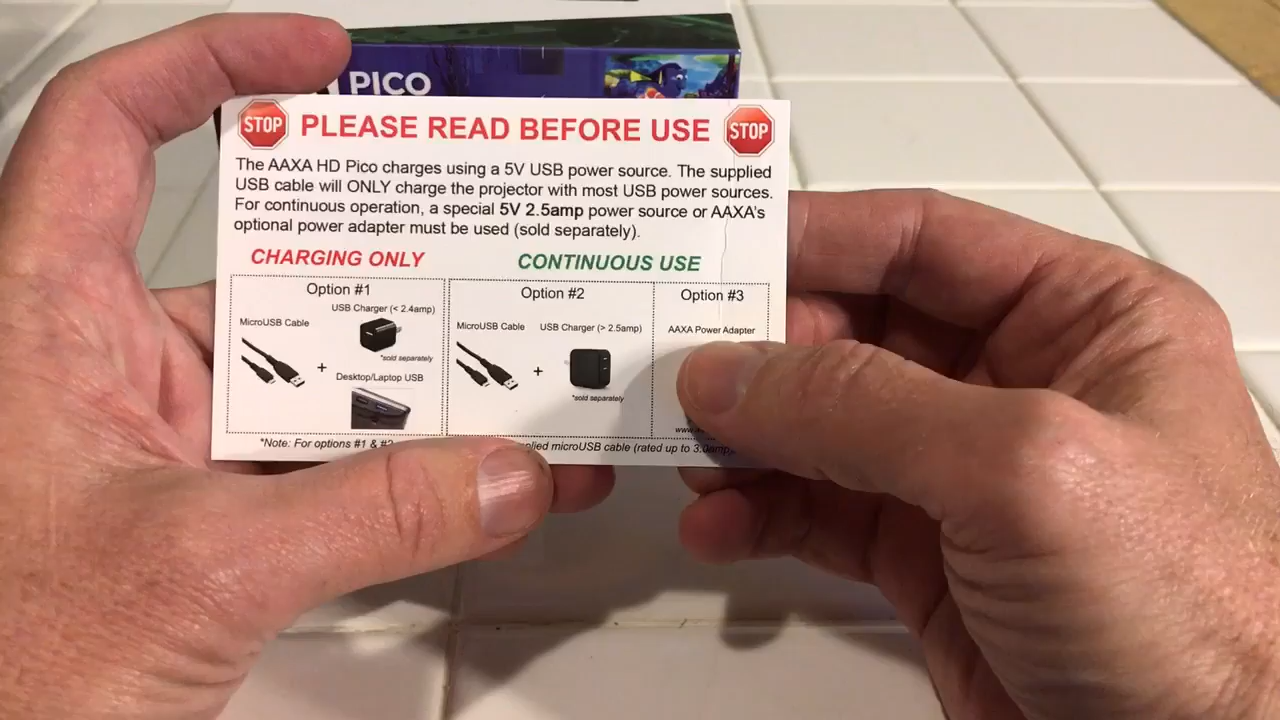 PICO
STOP PLEASE READ BEFORE USE STOP
The AAXA HD Pico charges using a 5V USB power source. The supplied
USB cable will ONLY charge the projector with most USB power sources.
For continuous operation, a special 5V 2.5amp power source or AAXA's
optional power adapter must be used (sold separately).
CHARGING ONLY
CONTINUOUS USE
Option #1
USB Charger (< 2.4amp)
MicroUSB Cable
+
*sold separately
Desktop/Laptop USB
Option #2
MicroUSB Cable
USB Charger (> 2.5amp)
+
*sold separately
Option #3
AAXA Power Adapter
*Note: For options #1 & microUSB cable (rated up to